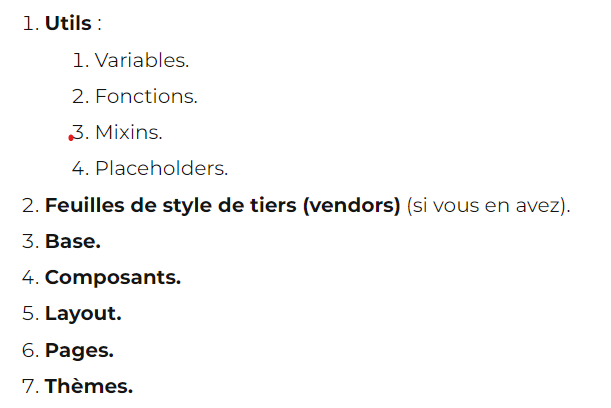 1. Utils :
1. Variables.
2. Fonctions.
3. Mixins.
4. Placeholders.
2. Feuilles de style de tiers (vendors) (si vous en avez).
3. Base.
4. Composants.
5. Layout.
6. Pages.
7. Thèmes.